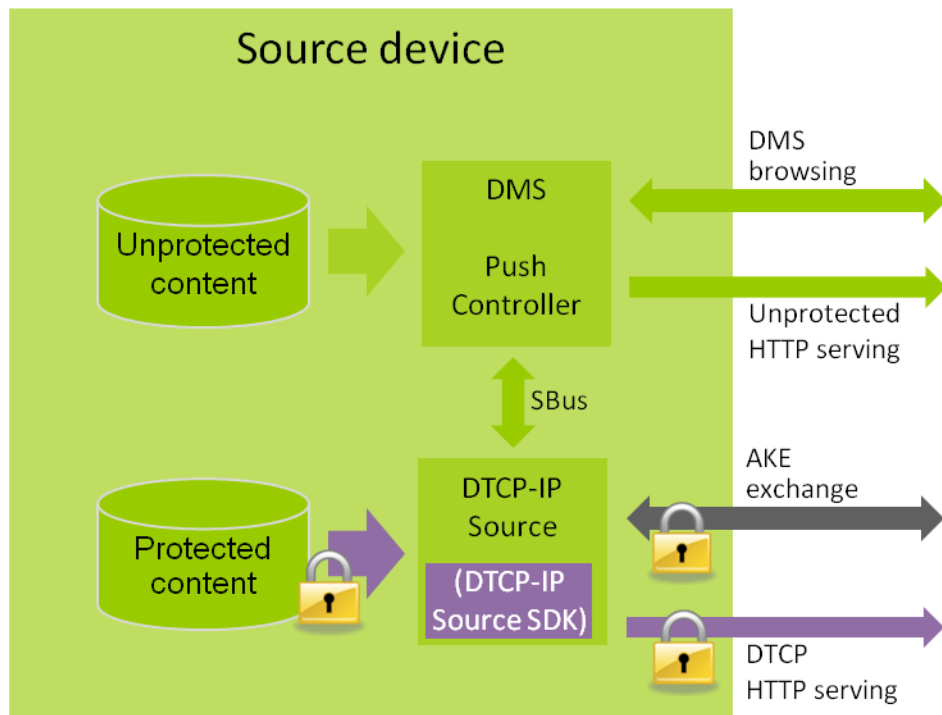 Source device
Unprotected
content
DMS
Push
Controller
DMS
browsing
Unprotected
HTTP serving
SBus
Protected
content
DTCP-IP
Source
(DTCP-IP
Source SDK)
AKE
exchange
DTCP
HTTP serving